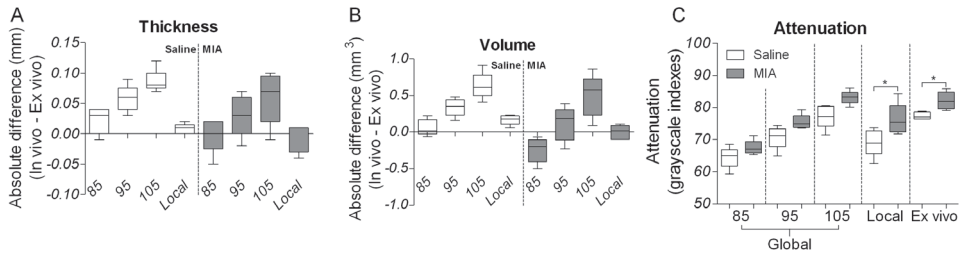 A
Thickness
Absolute difference (mm)
(In vivo - Ex vivo)
0.15
0.10
0.05
0.00
-0.05
-0.10
Saline
MIA
85 95 105 Local 85 95 105 Local
B
Volume
Absolute difference (mm³)
(In vivo - Ex vivo)
1.0
0.5
0.0
-0.5
-1.0
Saline
MIA
85 95 105 Local 85 95 105 Local
C
Attenuation
Attenuation
(grayscale indexes)
100
90
80
70
60
50
Saline
MIA
* *
85 95 105 Local Ex vivo
Global